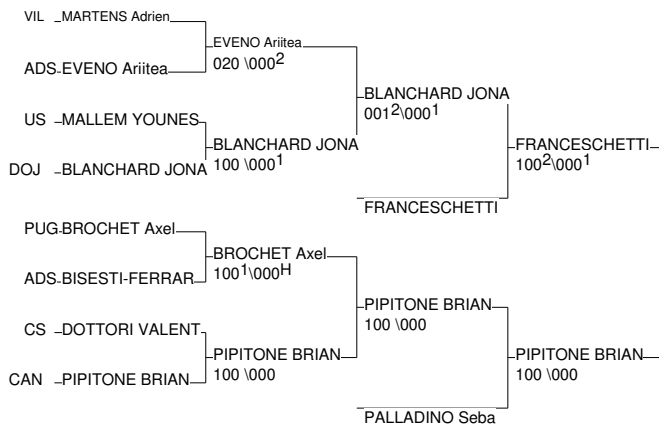 VIL MARTENS Adrien
EVENO Ariitea
020 \000²
ADS EVENO Ariitea
BLANCHARD JONA
001²\000¹
US MALLEM YOUNES
BLANCHARD JONA
100 \000¹
FRANCESCHETTI
100²\000¹
DOJ BLANCHARD JONA
FRANCESCHETTI
PUG BROCHET Axel
BROCHET Axel
100¹\000ᴴ
ADS BISESTI-FERRAR
PIPITONE BRIAN
100 \000
CS DOTTORI VALENT
PIPITONE BRIAN
100 \000
PIPITONE BRIAN
100 \000
CAN PIPITONE BRIAN
PALLADINO Seba